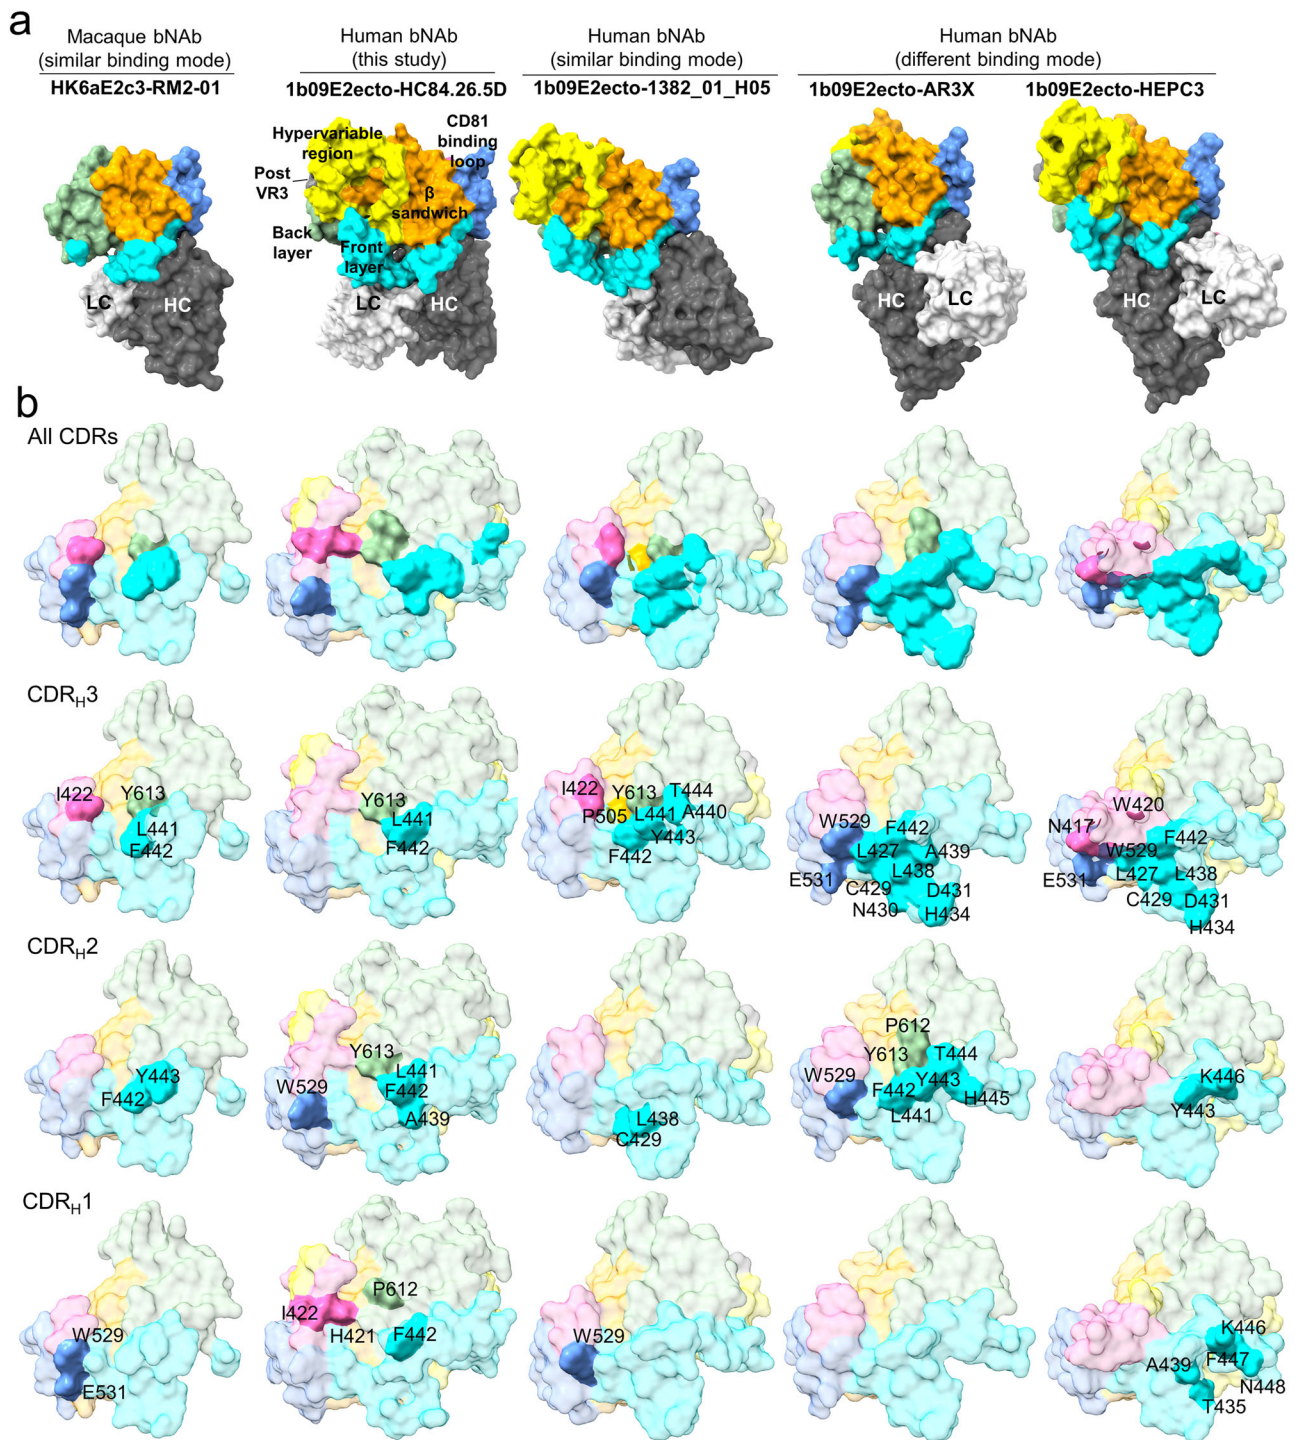 a
Macaque bNAb
(similar binding mode)
HK6aE2c3-RM2-01
Human bNAb
(this study)
1b09E2ecto-HC84.26.5D
Human bNAb
(similar binding mode)
1b09E2ecto-1382_01_H05
Human bNAb
(different binding mode)
1b09E2ecto-AR3X
1b09E2ecto-HEPC3
Hypervariable
region
CD81
binding
loop
Post
VR3
β
sandwich
Back
layer
Front
layer
LC
HC
LC
HC
HC
LC
HC
LC
b
All CDRs
CDRH3
I422
Y613
L441
F442
Y613
L441
F442
I422
Y613
T444
P505
L441
A440
Y443
F442
W529
F442
L427
A439
L438
E531
C429
D431
N430
H434
W420
N417
F442
W529
E531
L427
L438
C429
D431
H434
CDRH2
Y443
F442
Y613
L441
W529
F442
A439
L438
C429
P612
Y613
T444
W529
F442
Y443
H445
L441
K446
Y443
CDRH1
W529
E531
P612
I422
H421
F442
W529
K446
A439
F447
N448
T435